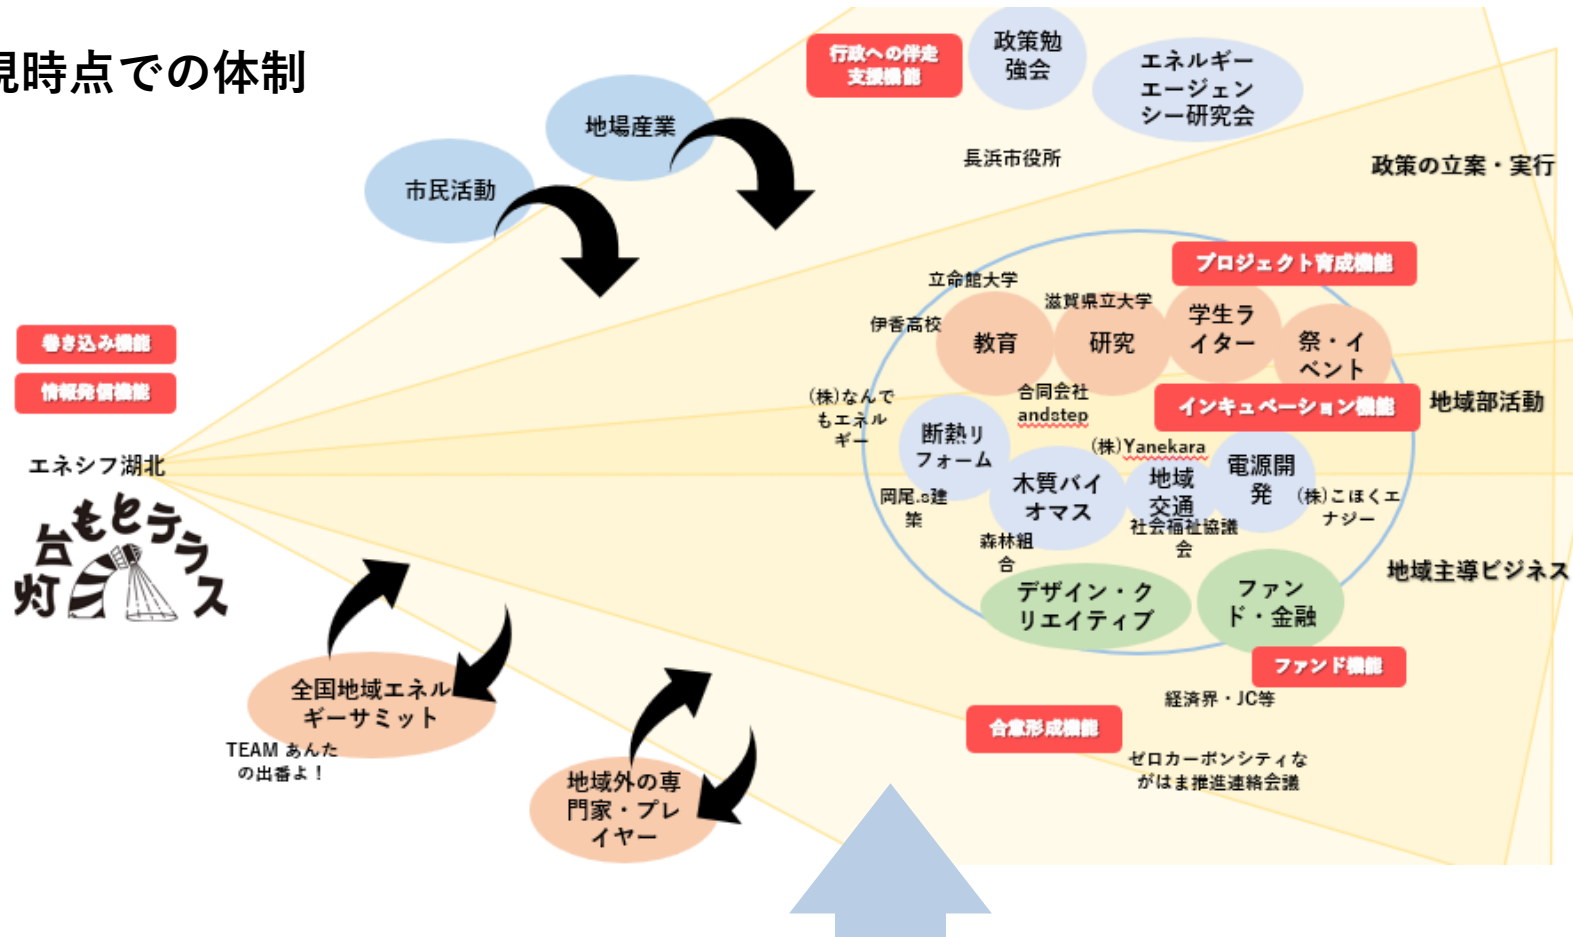 現時点での体制
行政への伴走
支援機能
政策勉
強会
エネルギー
エージェン
シー研究会
長浜市役所
政策の立案・実行
地場産業
市民活動
巻き込み機能
情報発信機能
エネシフ湖北
灯台もとテラス
プロジェクト育成機能
立命館大学
滋賀県立大学
伊香高校
教育
研究
学生ラ
イター
祭・イ
ベント
合同会社
andstep
インキュベーション機能
地域部活動
(株)なんで
もエネル
ギー
断熱リ
フォーム
(株)Yanekara
木質バイ
オマス
地域
交通
電源開
発
岡尾.s建
築
(株)こほくエ
ナジー
社会福祉協議
会
森林組
合
デザイン・ク
リエイティブ
ファン
ド・金融
地域主導ビジネス
ファンド機能
経済界・JC等
合意形成機能
ゼロカーボンシティな
がはま推進連絡会議
全国地域エネル
ギーサミット
TEAM あんた
の出番よ！
地域外の専
門家・プレ
イヤー